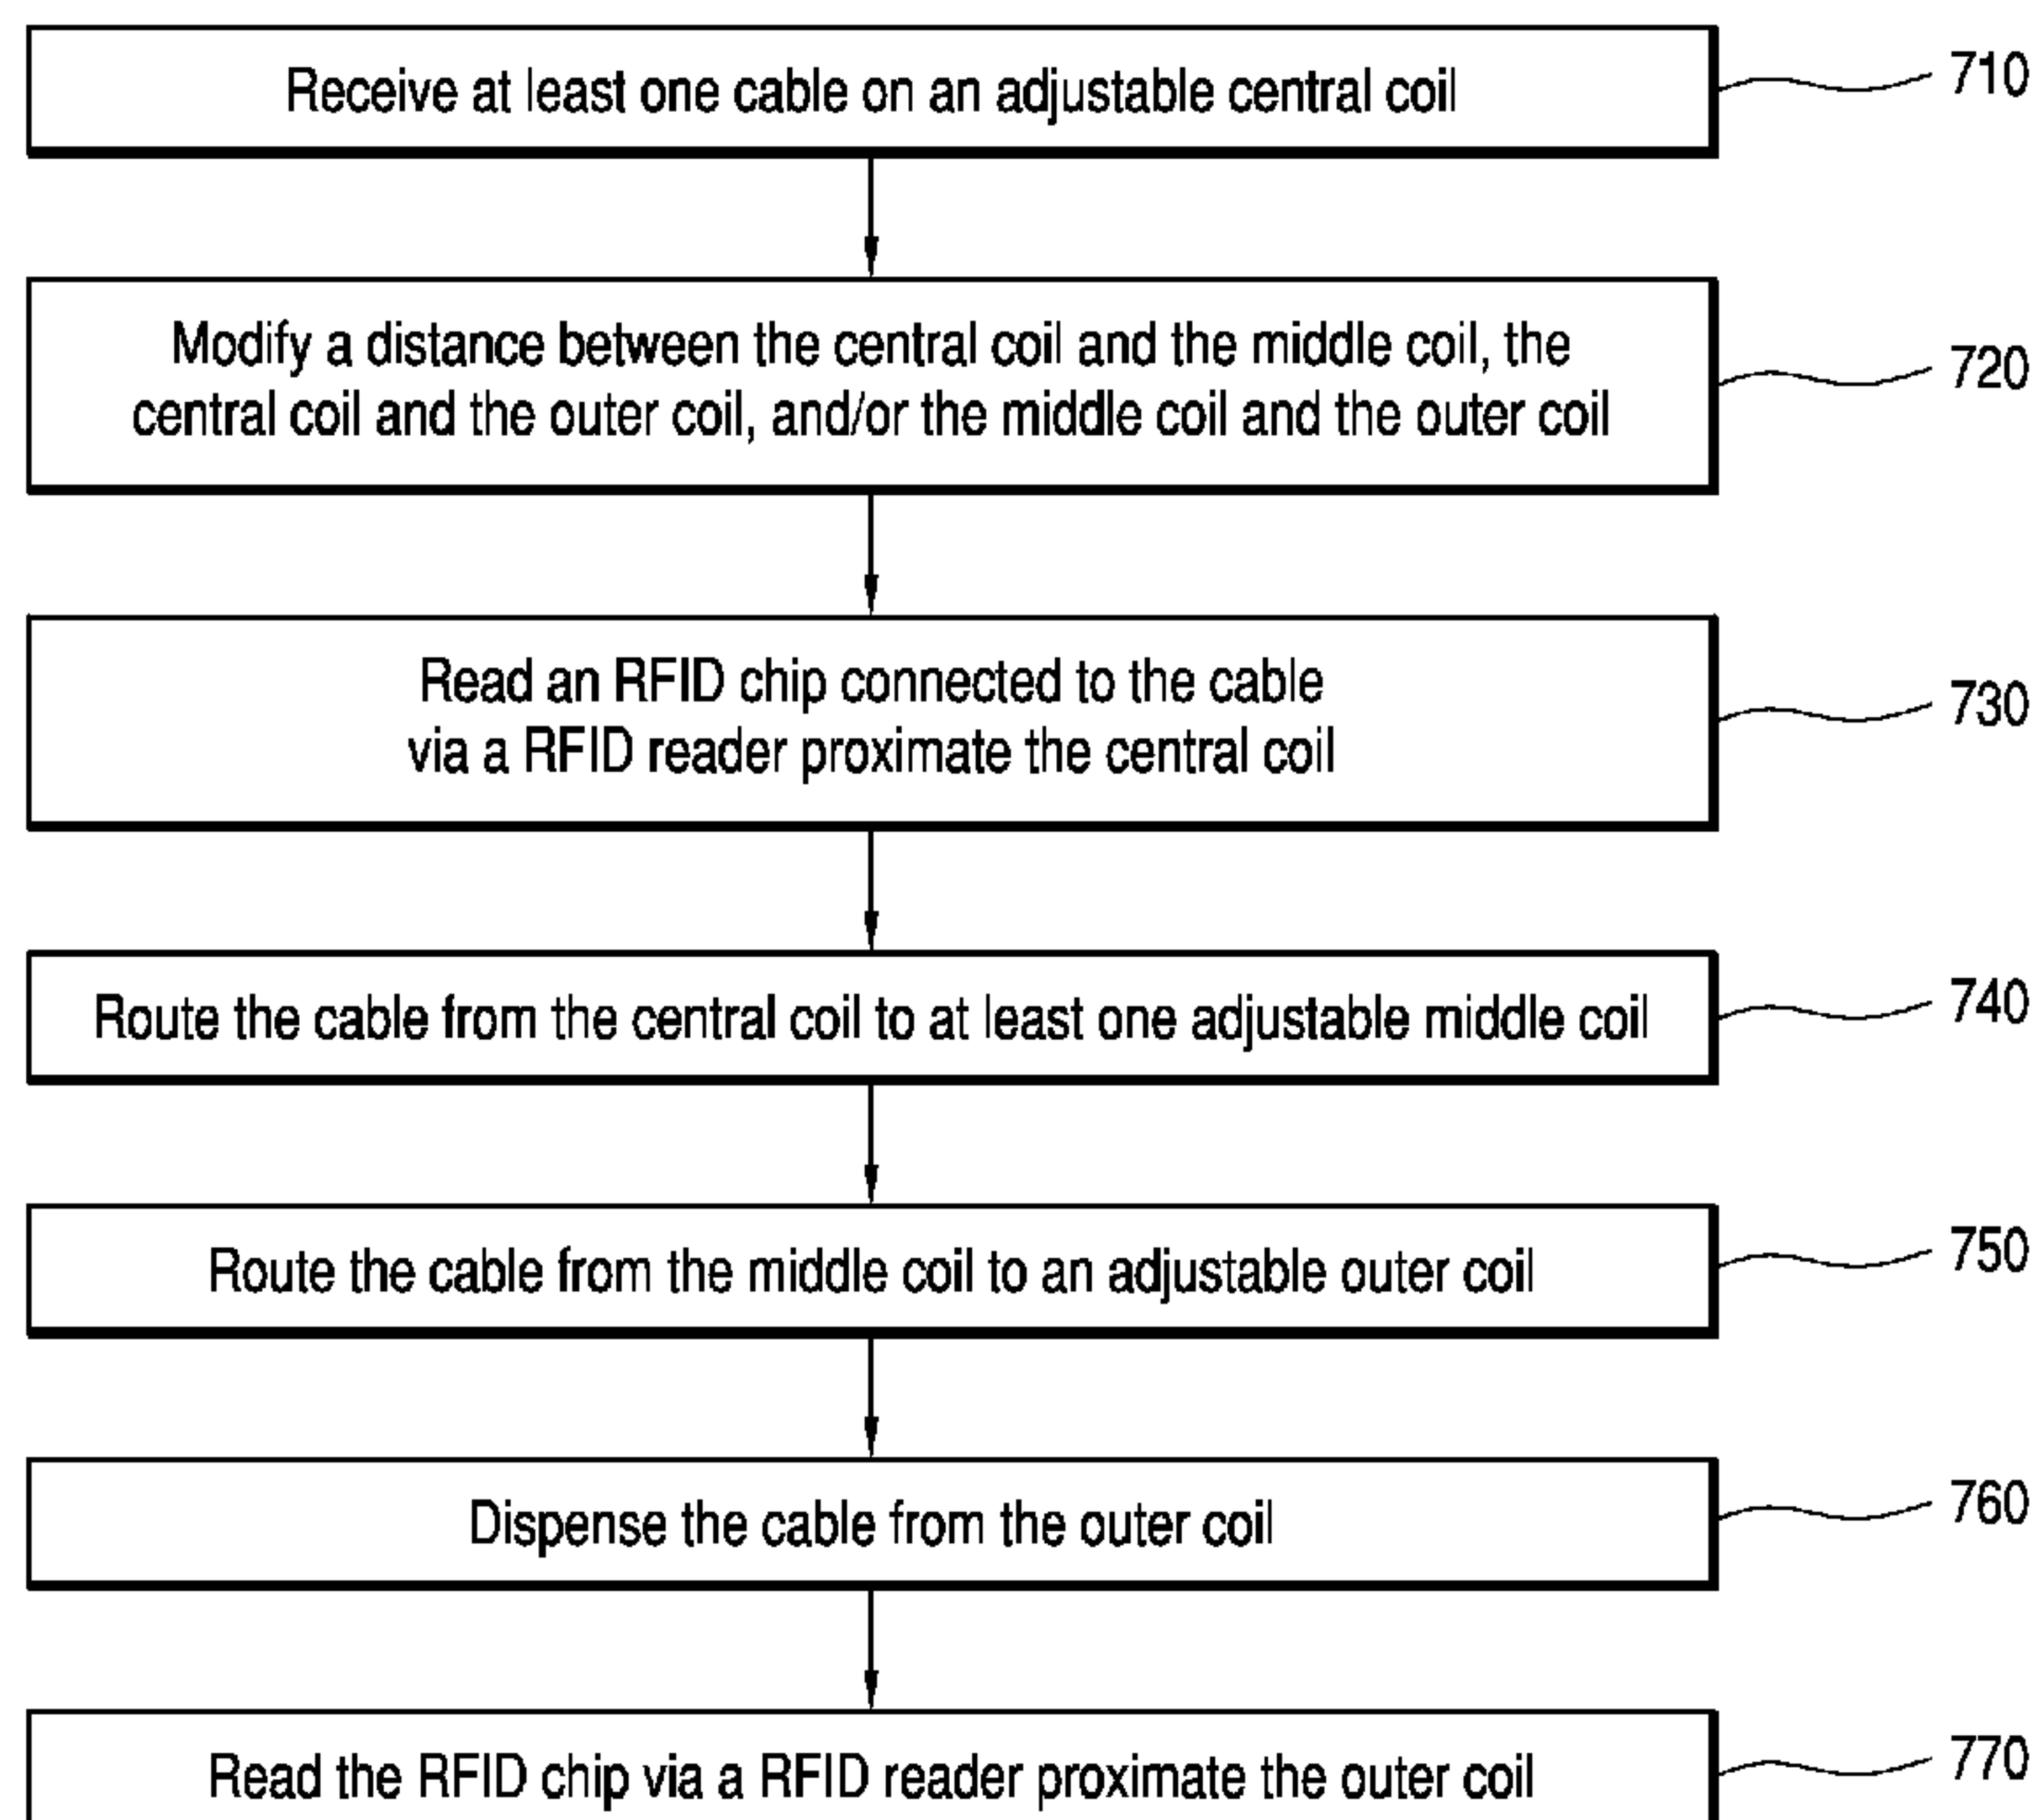 Receive at least one cable on an adjustable central coil
710
Modify a distance between the central coil and the middle coil, the
central coil and the outer coil, and/or the middle coil and the outer coil
720
Read an RFID chip connected to the cable
via a RFID reader proximate the central coil
730
Route the cable from the central coil to at least one adjustable middle coil
740
Route the cable from the middle coil to an adjustable outer coil
750
Dispense the cable from the outer coil
760
Read the RFID chip via a RFID reader proximate the outer coil
770